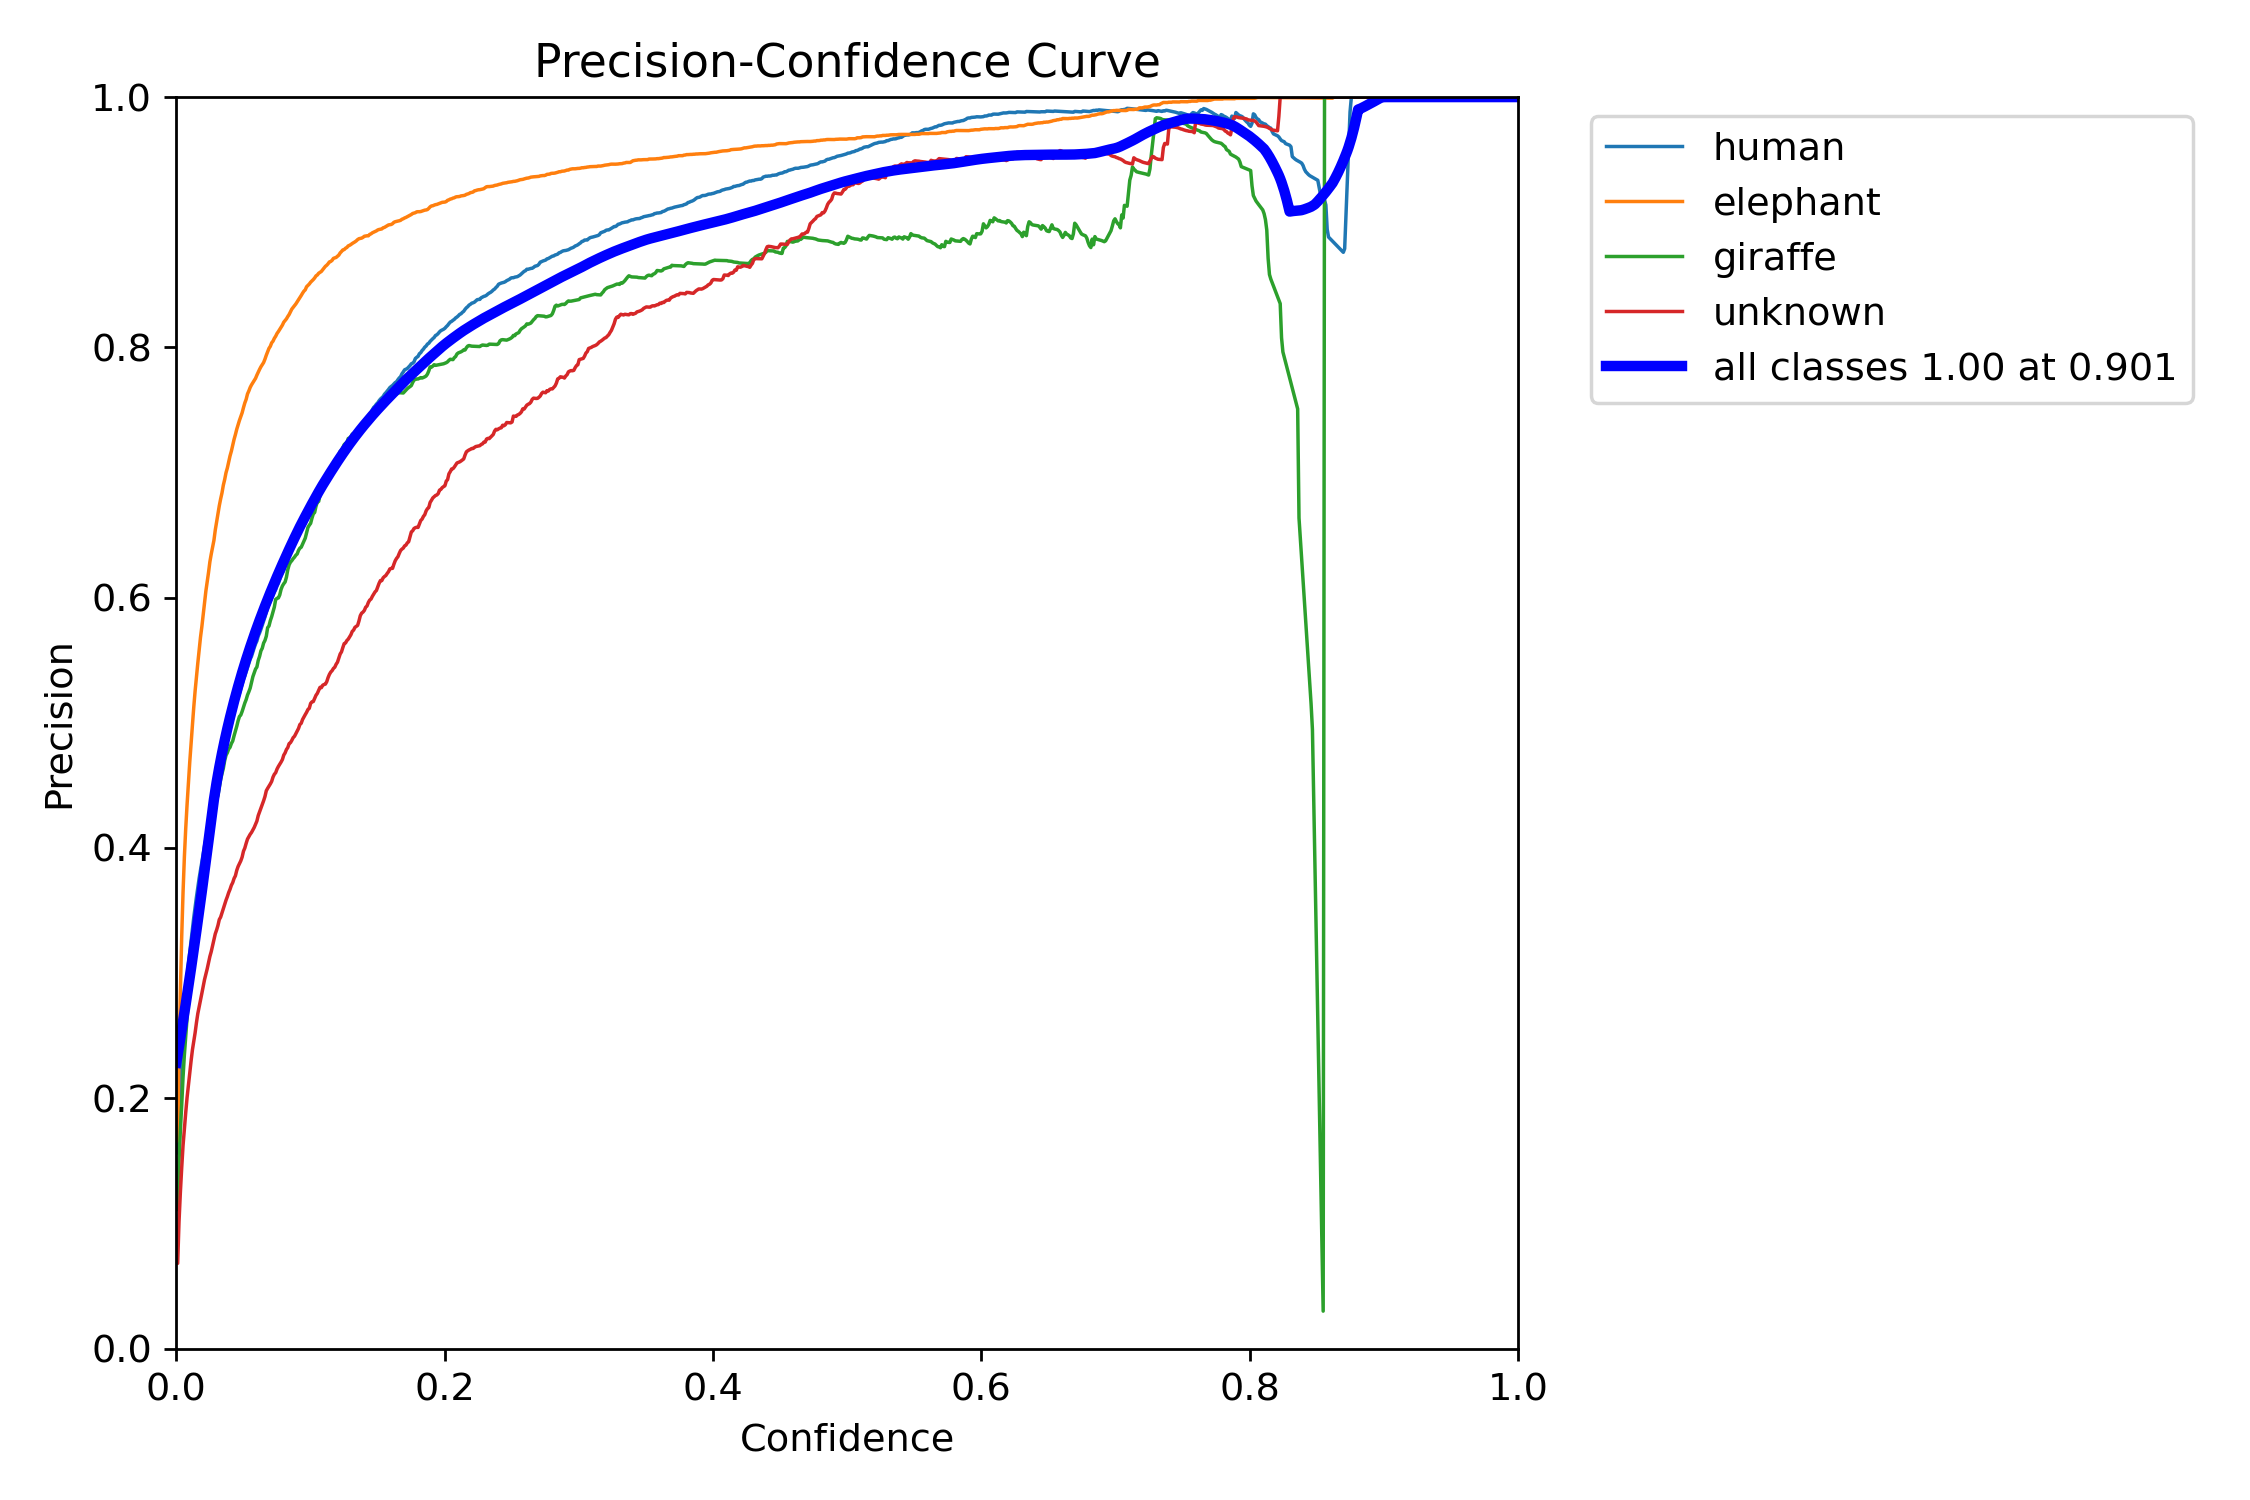 Precision-Confidence Curve
1.0
0.8
0.6
0.4
0.2
0.0
Precision
0.0 0.2 0.4 0.6 0.8 1.0
Confidence
human
elephant
giraffe
unknown
all classes 1.00 at 0.901